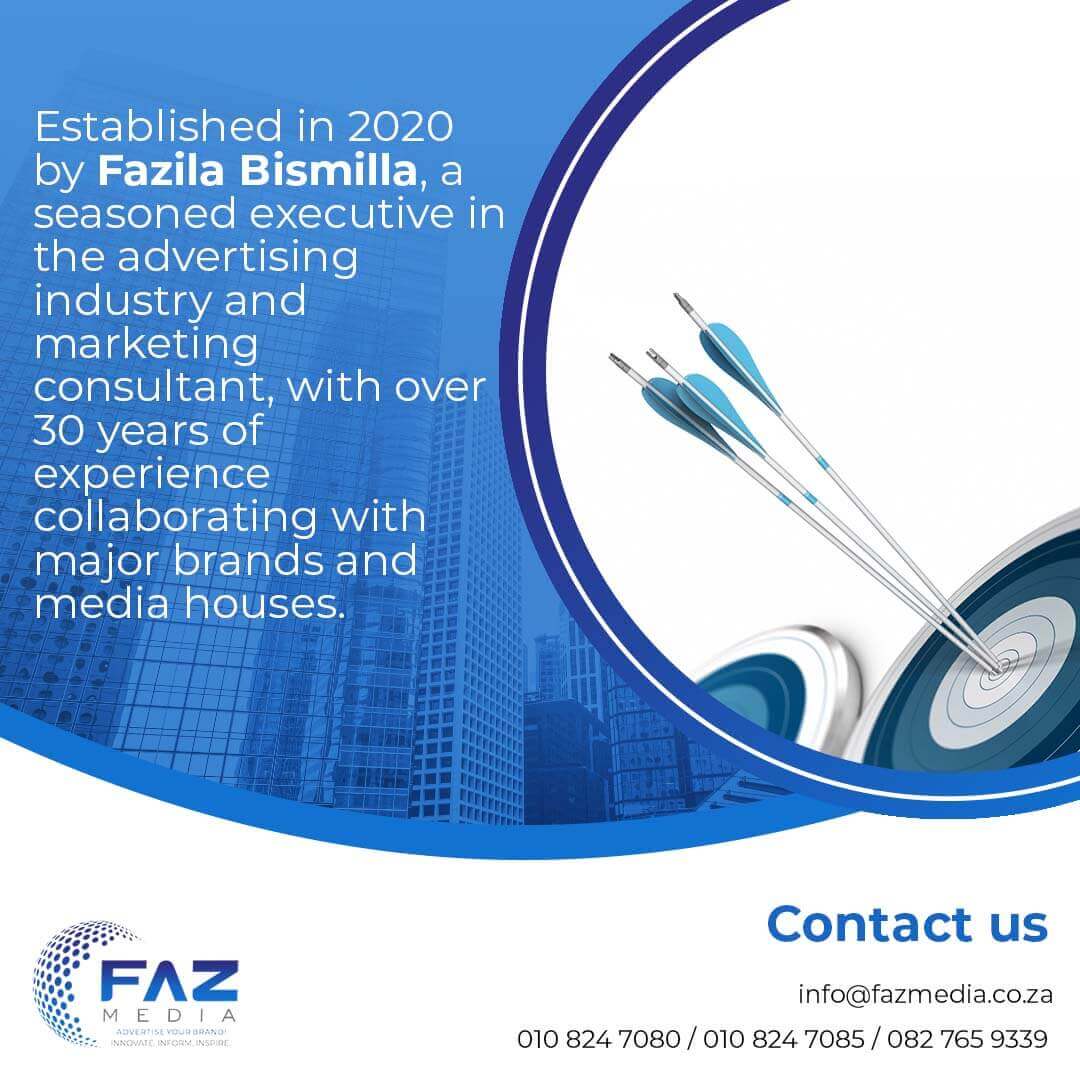 Established in 2020
by Fazila Bismilla, a
seasoned executive in
the advertising
industry and
marketing
consultant, with over
30 years of
experience
collaborating with
major brands and
media houses.
FAZ
MEDIA
ADVERTISE YOUR BRAND!
INNOVATE. INFORM. INSPIRE.
Contact us
info@fazmedia.co.za
010 824 7080 / 010 824 7085 / 082 765 9339